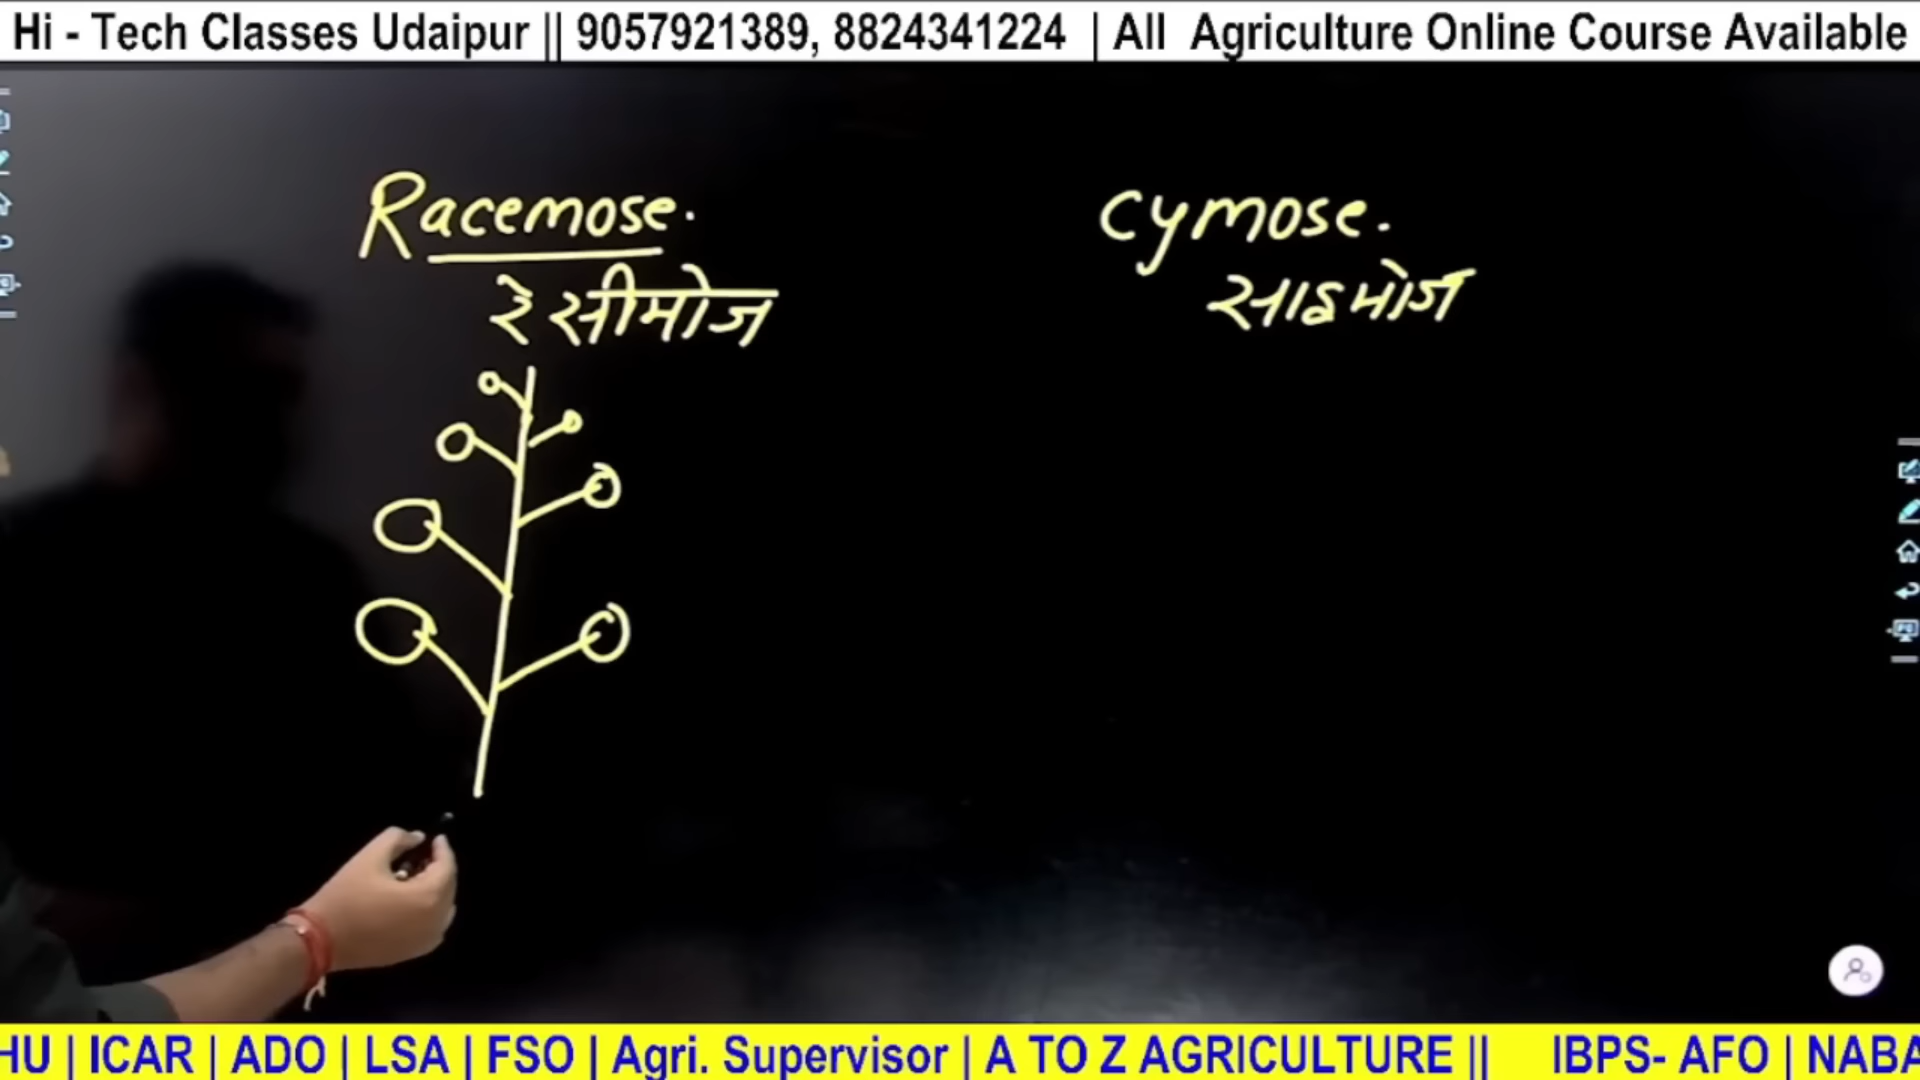 Hi - Tech Classes Udaipur || 9057921389, 8824341224 | All Agriculture Online Course Available
Racemose.
रेसीमोज
Cymose.
साइमोज
HU | ICAR | ADO | LSA | FSO | Agri. Supervisor | A TO Z AGRICULTURE || IBPS- AFO | NABA